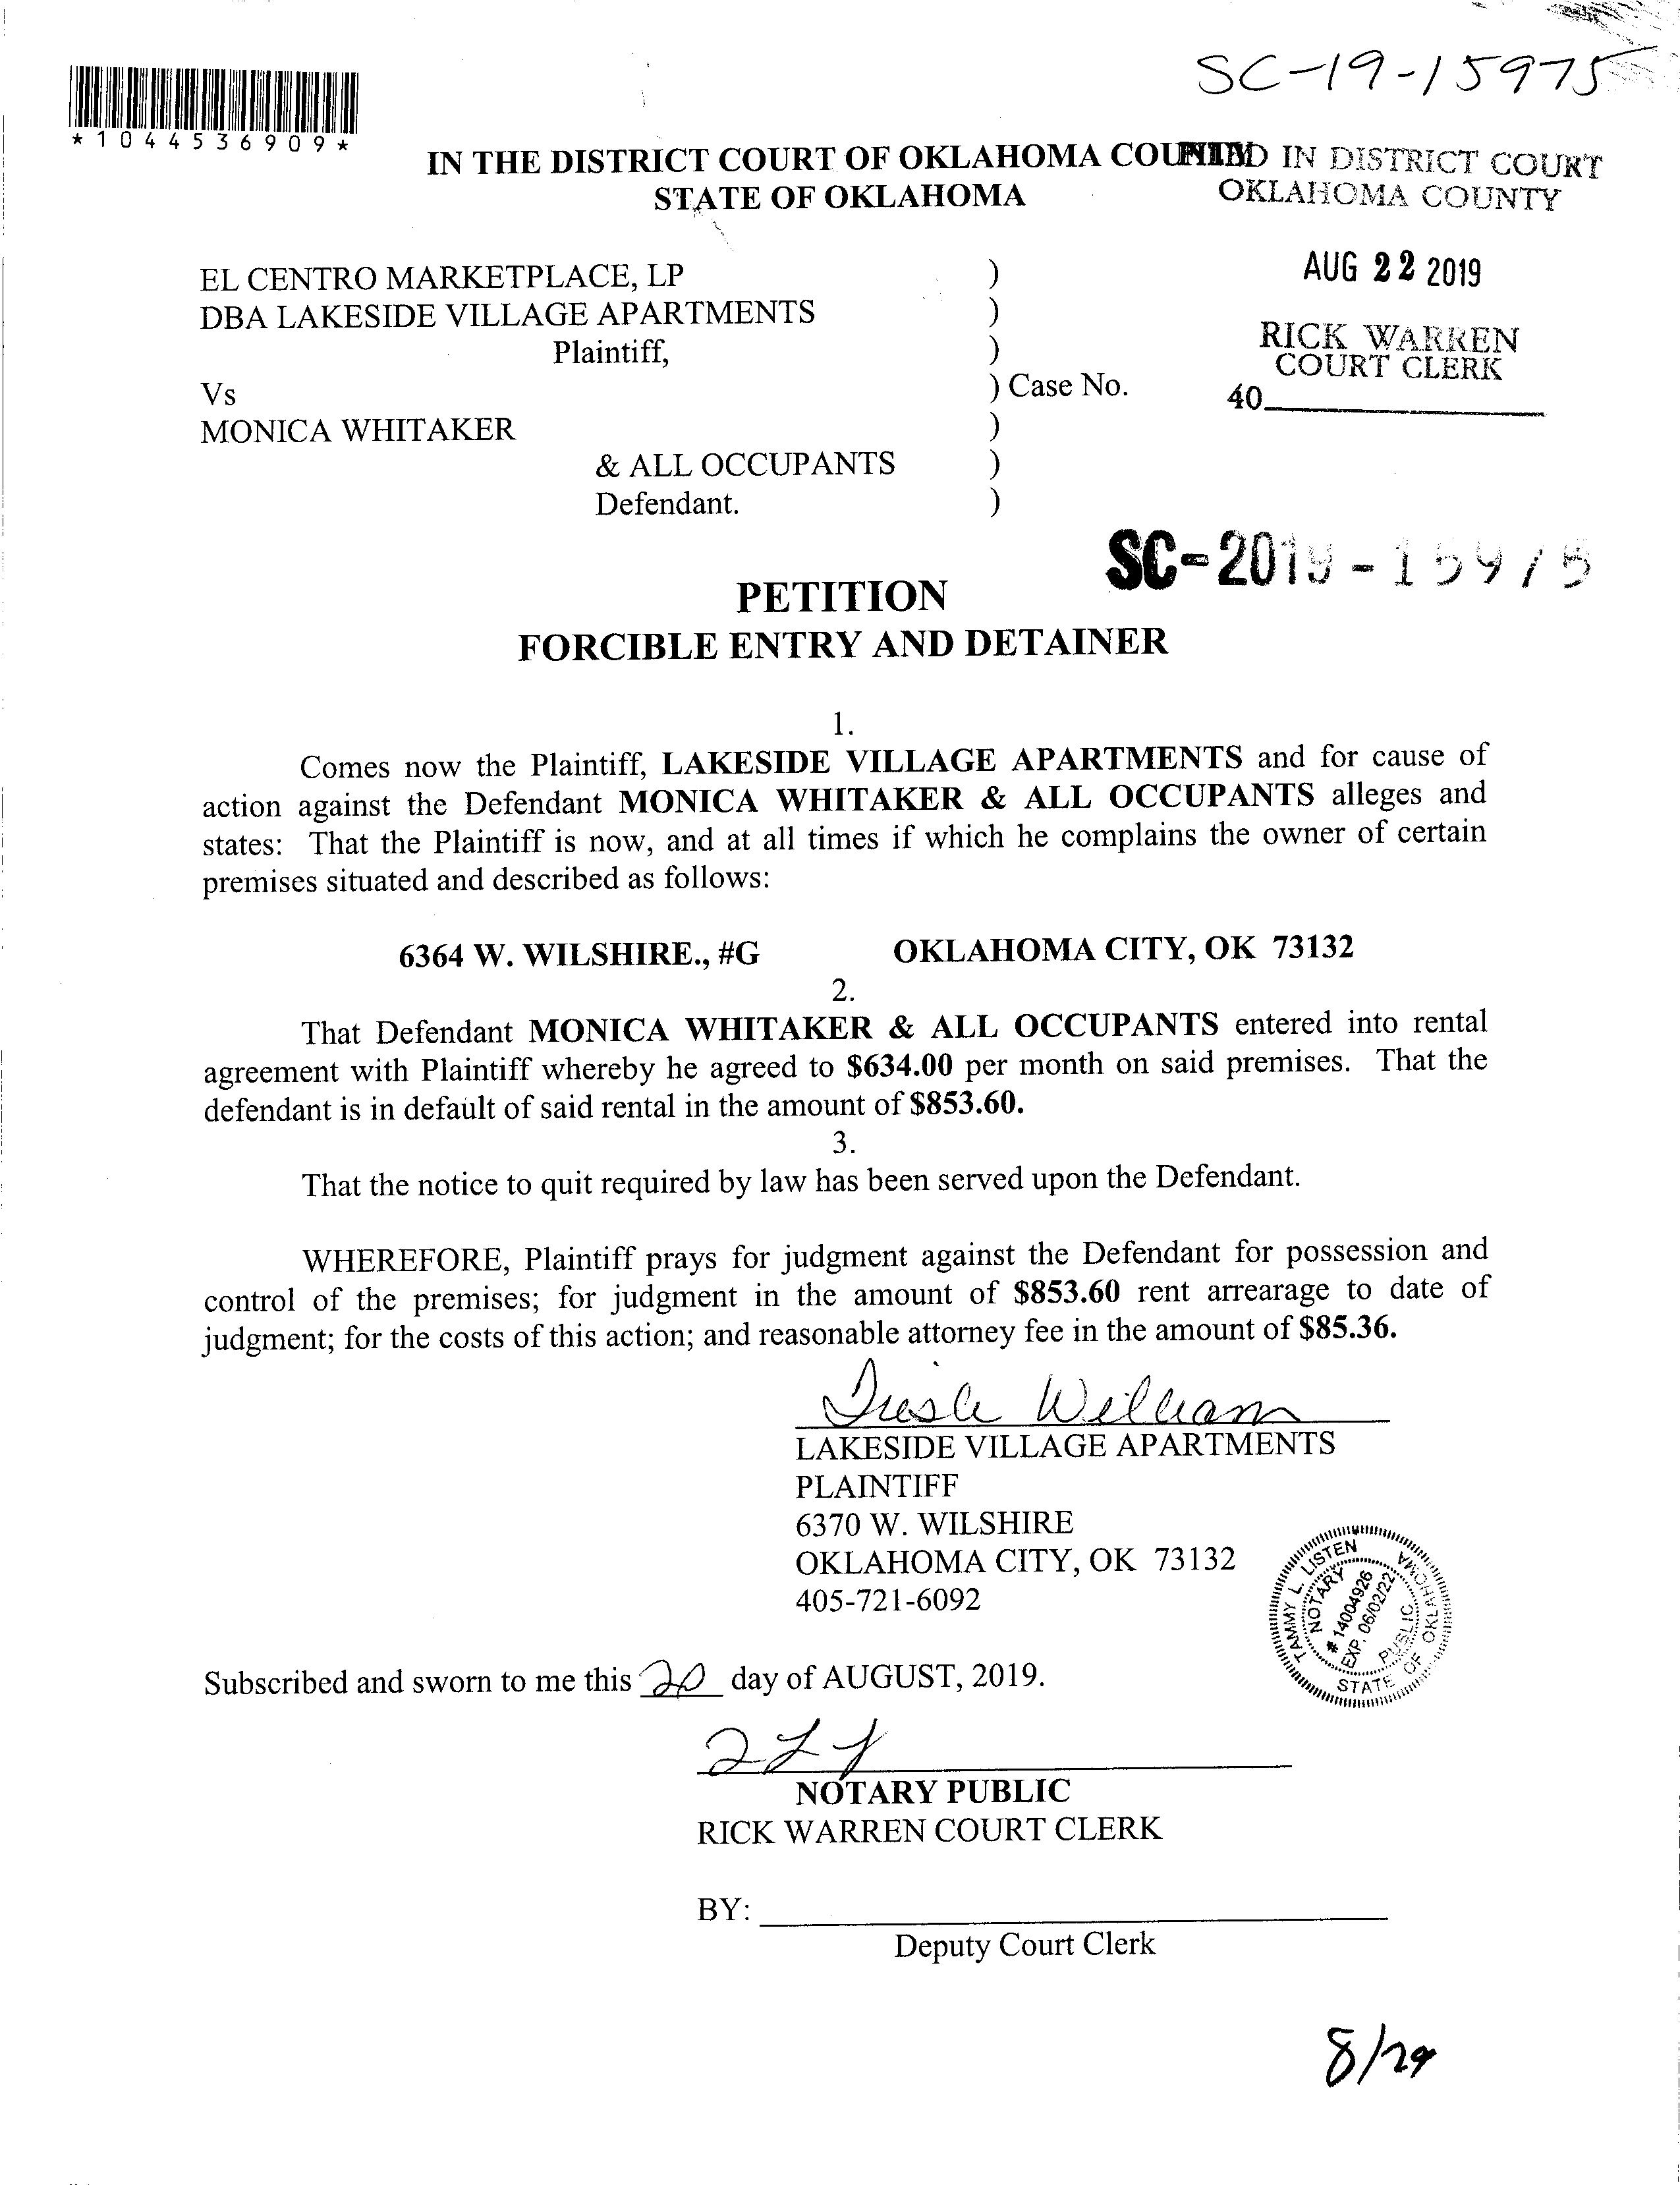 SC-19-15975
*1044536909*
IN THE DISTRICT COURT OF OKLAHOMA
FILED IN DISTRICT COURT
STATE OF OKLAHOMA
OKLAHOMA COUNTY
EL CENTRO MARKETPLACE, LP )
AUG 22 2019
DBA LAKESIDE VILLAGE APARTMENTS )
Plaintiff, )
RICK WARREN
COURT CLERK
Vs ) Case No.
40
MONICA WHITAKER )
& ALL OCCUPANTS )
Defendant. )
SC-2019-15975
PETITION
FORCIBLE ENTRY AND DETAINER
1.
Comes now the Plaintiff, LAKESIDE VILLAGE APARTMENTS and for cause of
action against the Defendant MONICA WHITAKER & ALL OCCUPANTS alleges and
states: That the Plaintiff is now, and at all times if which he complains the owner of certain
premises situated and described as follows:
6364 W. WILSHIRE., #G OKLAHOMA CITY, OK 73132
2.
That Defendant MONICA WHITAKER & ALL OCCUPANTS entered into rental
agreement with Plaintiff whereby he agreed to $634.00 per month on said premises. That the
defendant is in default of said rental in the amount of $853.60.
3.
That the notice to quit required by law has been served upon the Defendant.
WHEREFORE, Plaintiff prays for judgment against the Defendant for possession and
control of the premises; for judgment in the amount of $853.60 rent arrearage to date of
judgment; for the costs of this action; and reasonable attorney fee in the amount of $85.36.
LAKESIDE VILLAGE APARTMENTS
PLAINTIFF
6370 W. WILSHIRE
OKLAHOMA CITY, OK 73132
405-721-6092
TAMMY L. LISTEN
NOTARY
# 14004926
EXP. 06/02/22
PUBLIC
STATE OF OKLAHOMA
Subscribed and sworn to me this 20 day of AUGUST, 2019.
NOTARY PUBLIC
RICK WARREN COURT CLERK
BY:
Deputy Court Clerk
8/29